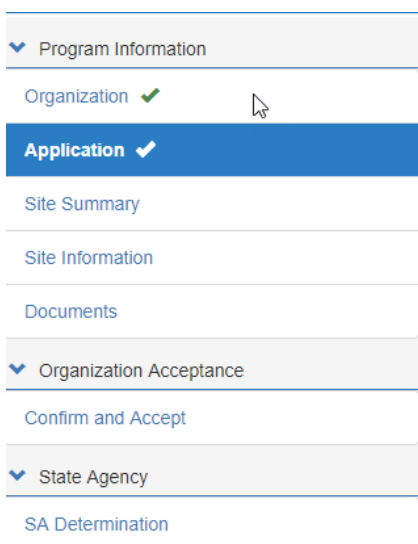 Program Information
Organization
Application
Site Summary
Site Information
Documents
Organization Acceptance
Confirm and Accept
State Agency
SA Determination